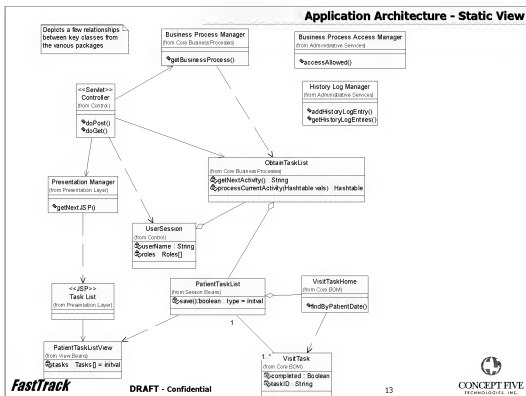 Application Architecture - Static View
Depicts a few relationships
between key classes from
the various packages
Business Process Manager
(from Core Business Processes)
getBusinessProcess()
Business Process Access Manager
(from Administrative Services)
accessAllowed()
History Log Manager
(from Administrative Services)
addHistoryLogEntry()
getHistoryLogEntries()
<<Servlet>>
Controller
(from Control)
doPost()
doGet()
ObtainTaskList
(from Core Business Processes)
getNextActivity() : String
processCurrentActivity(Hashtable vals) : Hashtable
Presentation Manager
(from Presentation Layer)
getNextJSP()
UserSession
(from Control)
userName : String
roles : Roles[]
<<JSP>>
Task List
(from Presentation Layer)
PatientTaskList
(from Session Beans)
save():boolean : type = initval
VisitTaskHome
(from Core BOM)
findByPatientDate()
1
PatientTaskListView
(from View Beans)
tasks : Tasks[] = initval
1..*
VisitTask
(from Core BOM)
completed : Boolean
taskID : String
FastTrack
DRAFT - Confidential
13
CONCEPT FIVE
TECHNOLOGIES, INC.